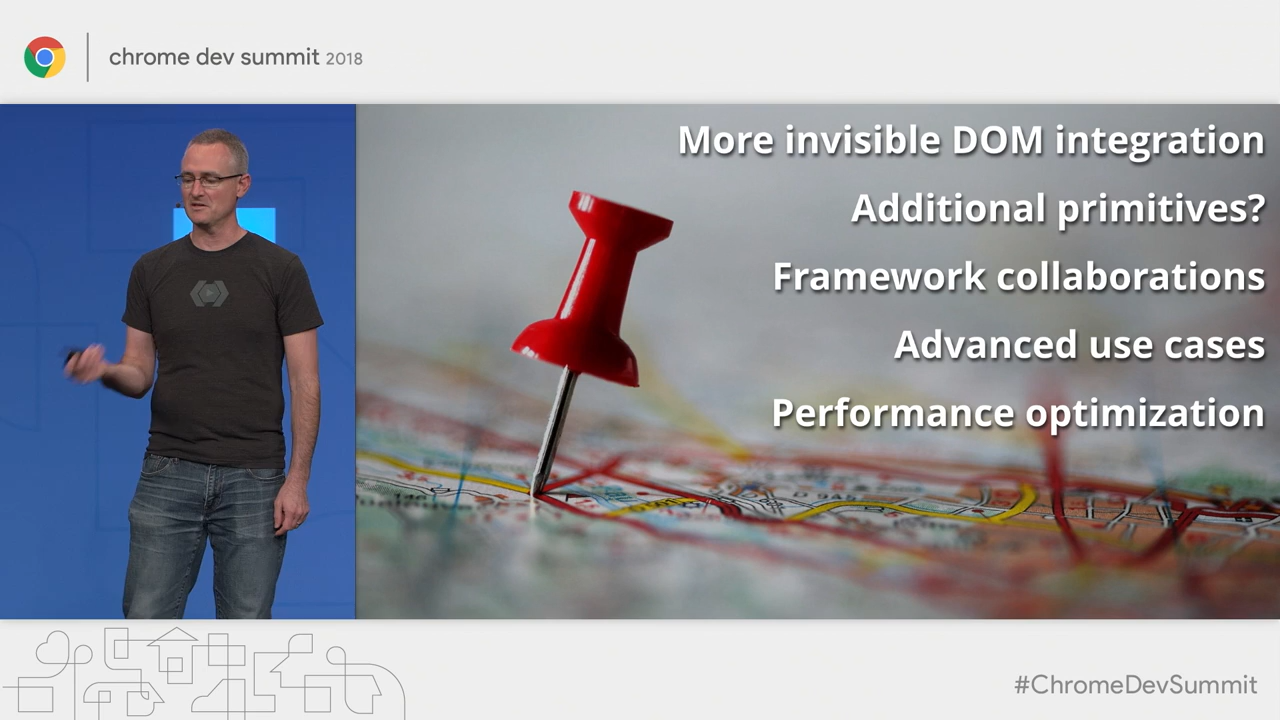 chrome dev summit 2018
More invisible DOM integration
Additional primitives?
Framework collaborations
Advanced use cases
Performance optimization
#ChromeDevSummit